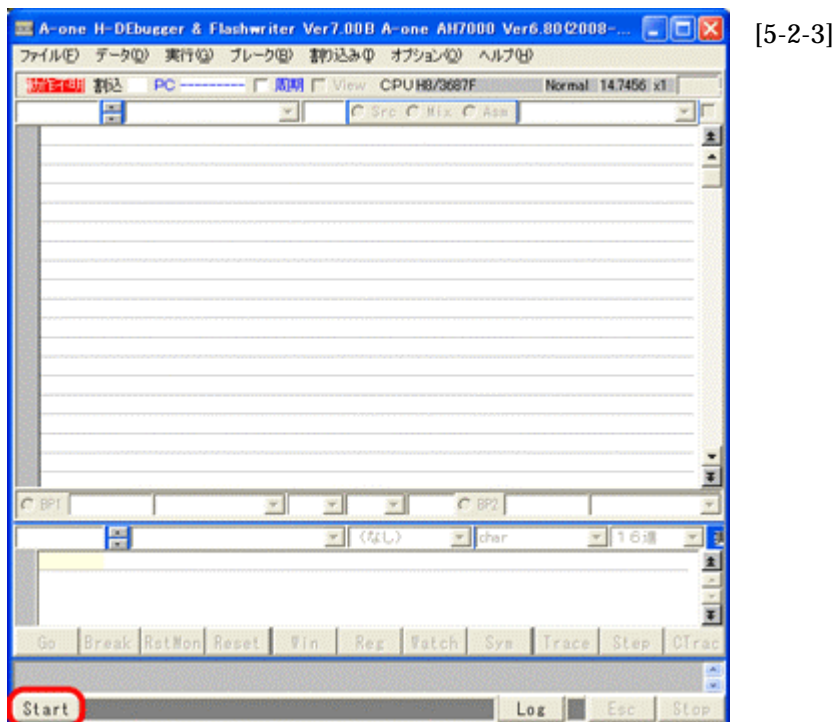 A-one H-DEbugger & Flashwriter Ver7.00B A-one AH7000 Ver6.80(2008-...
[5-2-3]
ファイル(F) データ(D) 実行(G) ブレーク(B) 割り込み(I) オプション(O) ヘルプ(H)
動作不明 割込 PC --------- 周期 View CPU H8/3687F Normal 14.7456 x1
Src Mix Asm
BP1 BP2
(なし) char 16進
Go Break RstMon Reset Win Reg Watch Sym Trace Step CTrac
Start Log Esc Stop